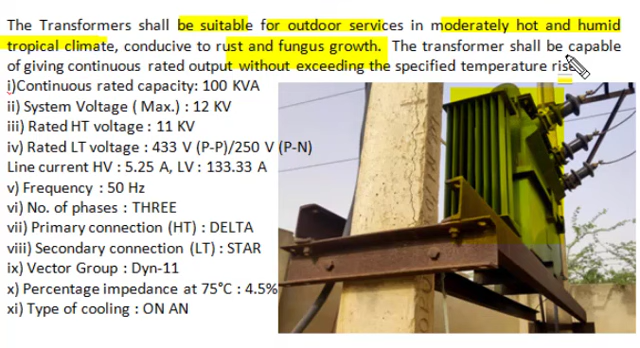 The Transformers shall be suitable for outdoor services in moderately hot and humid
tropical climate, conducive to rust and fungus growth. The transformer shall be capable
of giving continuous rated output without exceeding the specified temperature rise
i)Continuous rated capacity: 100 KVA
ii) System Voltage ( Max.) : 12 KV
iii) Rated HT voltage : 11 KV
iv) Rated LT voltage : 433 V (P-P)/250 V (P-N)
Line current HV : 5.25 A, LV : 133.33 A
v) Frequency : 50 Hz
vi) No. of phases : THREE
vii) Primary connection (HT) : DELTA
viii) Secondary connection (LT) : STAR
ix) Vector Group : Dyn-11
x) Percentage impedance at 75°C : 4.5%
xi) Type of cooling : ON AN